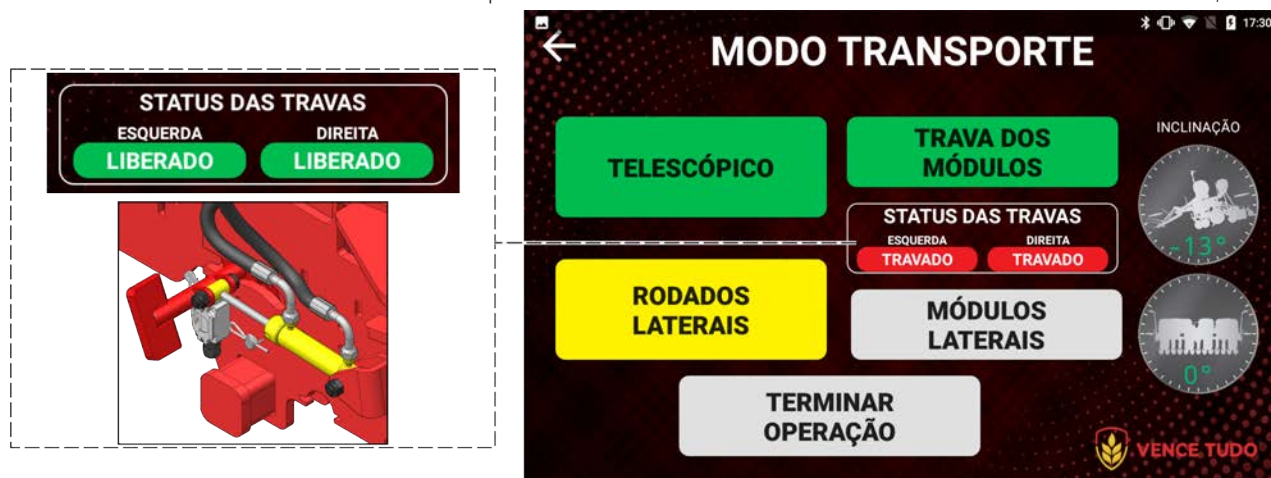 STATUS DAS TRAVAS
ESQUERDA DIREITA
LIBERADO LIBERADO
17:30
MODO TRANSPORTE
TELESCÓPICO
TRAVA DOS
MÓDULOS
STATUS DAS TRAVAS
ESQUERDA DIREITA
TRAVADO TRAVADO
RODADOS
LATERAIS
MÓDULOS
LATERAIS
TERMINAR
OPERAÇÃO
INCLINAÇÃO
-13°
0°
VENCE TUDO